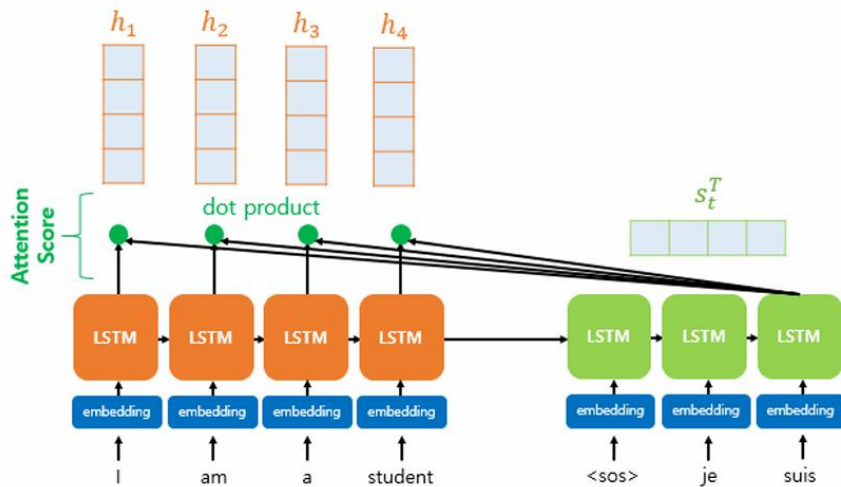 h₁ h₂ h₃ h₄
Attention
Score
dot product
sₜᵀ
LSTM LSTM LSTM LSTM LSTM LSTM LSTM
embedding embedding embedding embedding embedding embedding embedding
I am a student <sos> je suis